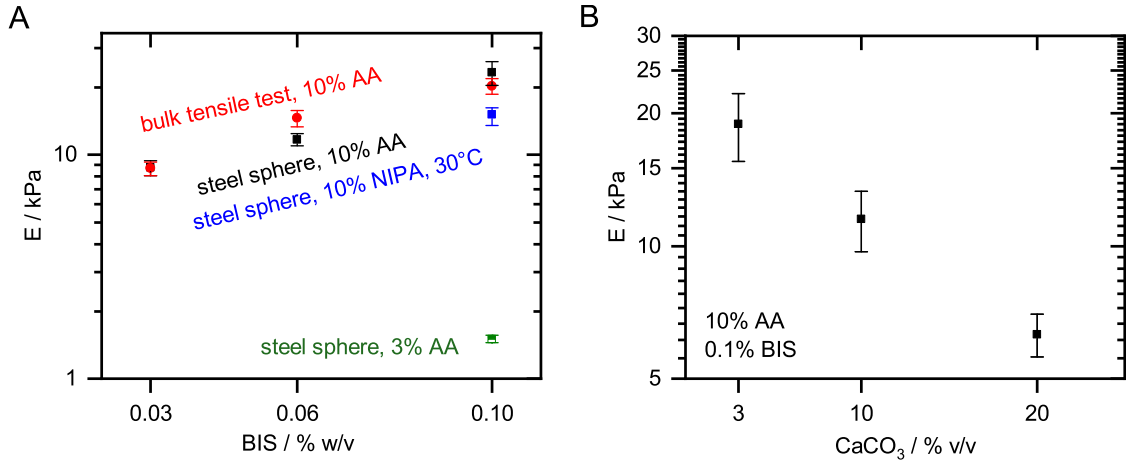 A
E / kPa
10
1
bulk tensile test, 10% AA
steel sphere, 10% AA
steel sphere, 10% NIPA, 30°C
steel sphere, 3% AA
0.03 0.06 0.10
BIS / % w/v
B
E / kPa
30
25
20
15
10
5
10% AA
0.1% BIS
3 10 20
CaCO₃ / % v/v